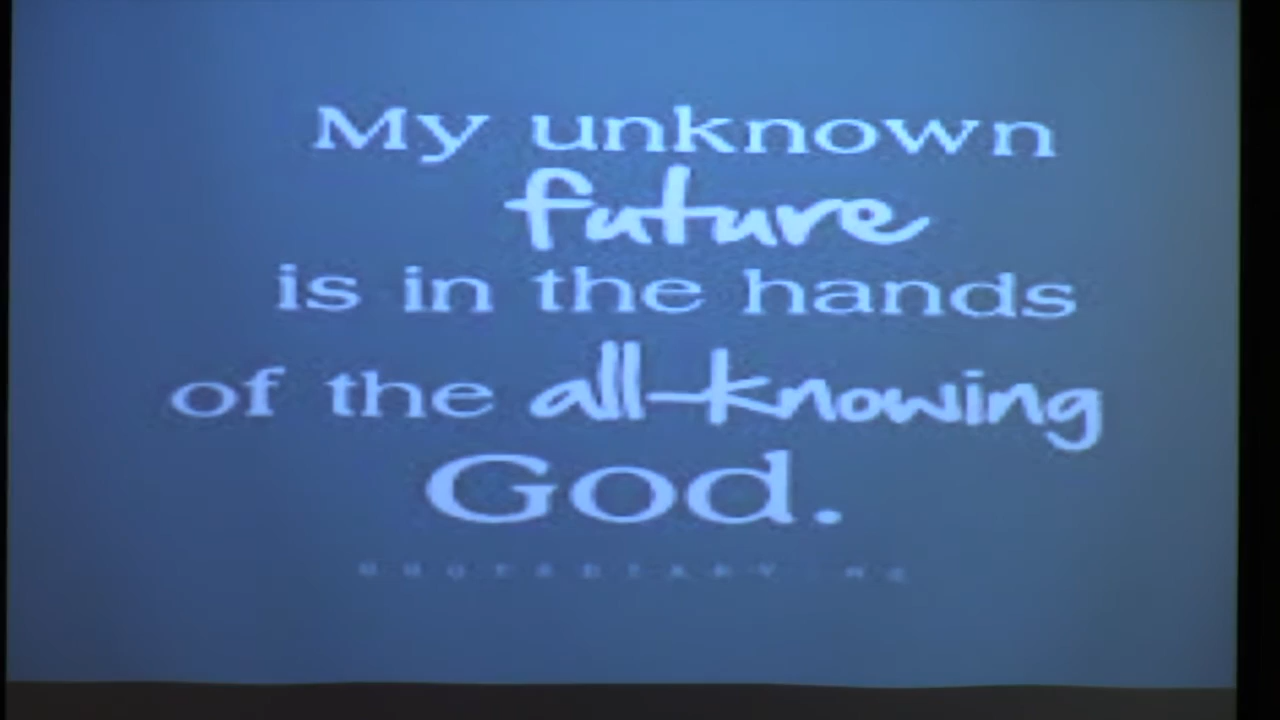 My unknown
future
is in the hands
of the all-knowing
God.